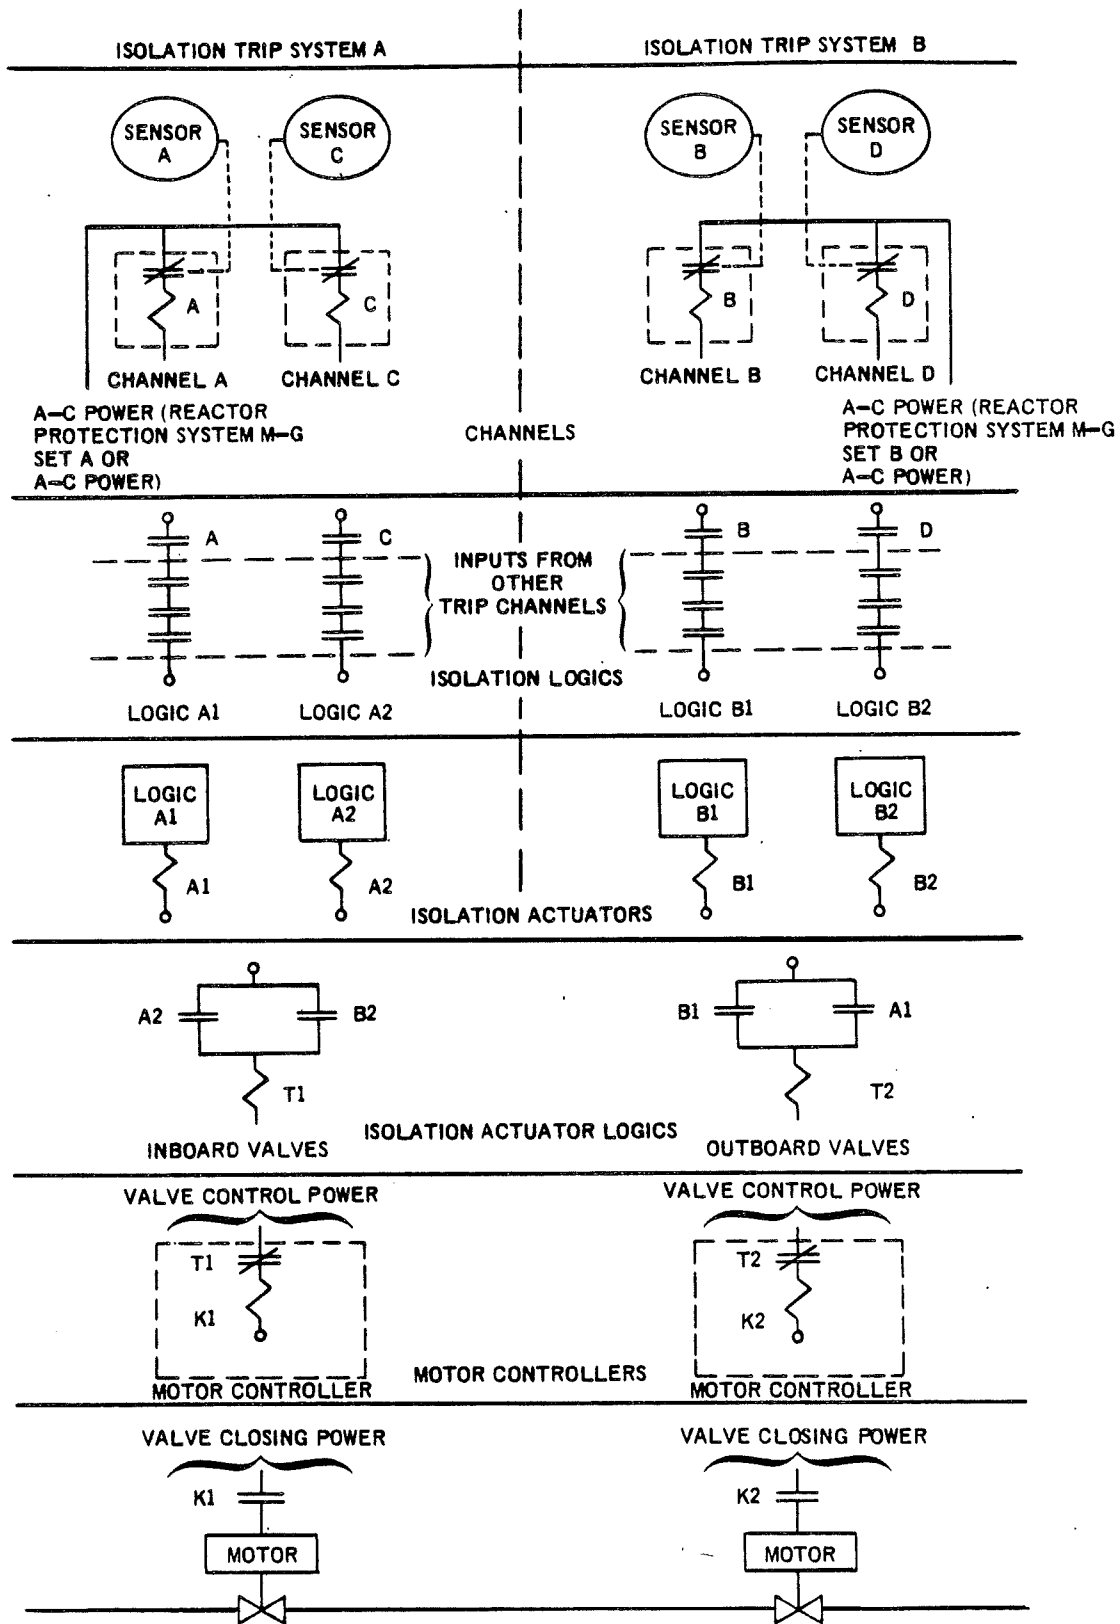 ISOLATION TRIP SYSTEM A
ISOLATION TRIP SYSTEM B
SENSOR
A
SENSOR
C
SENSOR
B
SENSOR
D
A
C
B
D
CHANNEL A
CHANNEL C
CHANNEL B
CHANNEL D
A-C POWER (REACTOR
PROTECTION SYSTEM M-G
SET A OR
A-C POWER)
CHANNELS
A-C POWER (REACTOR
PROTECTION SYSTEM M-G
SET B OR
A-C POWER)
A
C
B
D
INPUTS FROM
OTHER
TRIP CHANNELS
ISOLATION LOGICS
LOGIC A1
LOGIC A2
LOGIC B1
LOGIC B2
LOGIC
A1
LOGIC
A2
LOGIC
B1
LOGIC
B2
A1
A2
B1
B2
ISOLATION ACTUATORS
A2
B2
B1
A1
T1
T2
ISOLATION ACTUATOR LOGICS
INBOARD VALVES
OUTBOARD VALVES
VALVE CONTROL POWER
VALVE CONTROL POWER
T1
T2
K1
K2
MOTOR CONTROLLERS
MOTOR CONTROLLER
MOTOR CONTROLLER
VALVE CLOSING POWER
VALVE CLOSING POWER
K1
K2
MOTOR
MOTOR